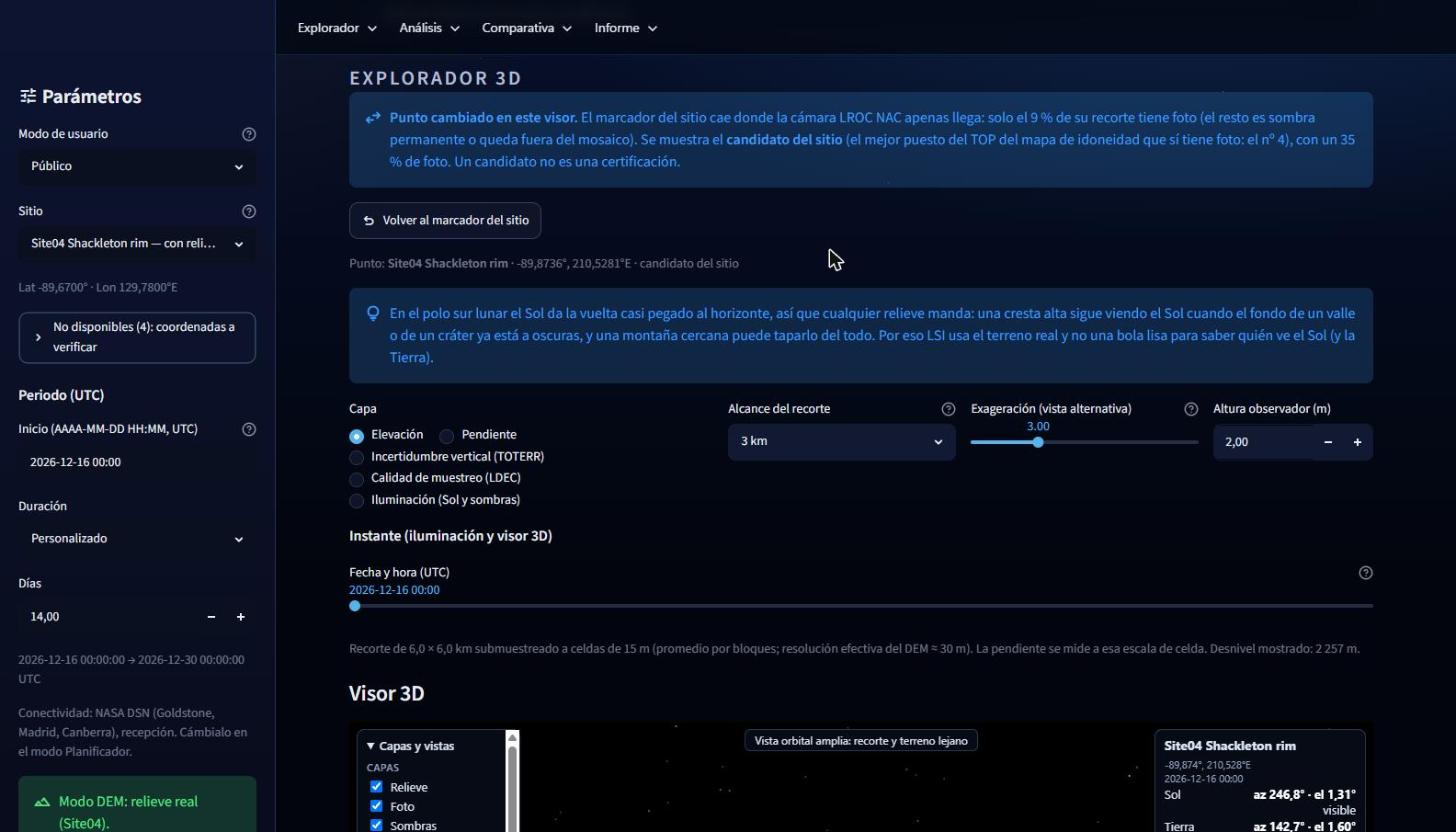 Explorador
Análisis
Comparativa
Informe
Parámetros
Modo de usuario
Público
Sitio
Site04 Shackleton rim — con reli...
Lat -89,6700° · Lon 129,7800°E
No disponibles (4): coordenadas a
verificar
Periodo (UTC)
Inicio (AAAA-MM-DD HH:MM, UTC)
2026-12-16 00:00
Duración
Personalizado
Días
14,00
2026-12-16 00:00:00 → 2026-12-30 00:00:00
UTC
Conectividad: NASA DSN (Goldstone,
Madrid, Canberra), recepción. Cámbialo en
el modo Planificador.
Modo DEM: relieve real
(Site04).
EXPLORADOR 3D
Punto cambiado en este visor. El marcador del sitio cae donde la cámara LROC NAC apenas llega: solo el 9 % de su recorte tiene foto (el resto es sombra
permanente o queda fuera del mosaico). Se muestra el candidato del sitio (el mejor puesto del TOP del mapa de idoneidad que sí tiene foto: el nº 4), con un 35
% de foto. Un candidato no es una certificación.
Volver al marcador del sitio
Punto: Site04 Shackleton rim · -89,8736°, 210,5281°E · candidato del sitio
En el polo sur lunar el Sol da la vuelta casi pegado al horizonte, así que cualquier relieve manda: una cresta alta sigue viendo el Sol cuando el fondo de un valle
o de un cráter ya está a oscuras, y una montaña cercana puede taparlo del todo. Por eso LSI usa el terreno real y no una bola lisa para saber quién ve el Sol (y la
Tierra).
Capa
Elevación
Pendiente
Incertidumbre vertical (TOTERR)
Calidad de muestreo (LDEC)
Iluminación (Sol y sombras)
Alcance del recorte
3 km
Exageración (vista alternativa)
3.00
Altura observador (m)
2,00
Instante (iluminación y visor 3D)
Fecha y hora (UTC)
2026-12-16 00:00
Recorte de 6,0 × 6,0 km submuestreado a celdas de 15 m (promedio por bloques; resolución efectiva del DEM ≈ 30 m). La pendiente se mide a esa escala de celda. Desnivel mostrado: 2 257 m.
Visor 3D
▼ Capas y vistas
CAPAS
Relieve
Foto
Sombras
Vista orbital amplia: recorte y terreno lejano
Site04 Shackleton rim
-89,874°, 210,528°E
2026-12-16 00:00
Sol az 246,8° · el 1,31°
visible
Tierra az 142,7° · el 1,60°